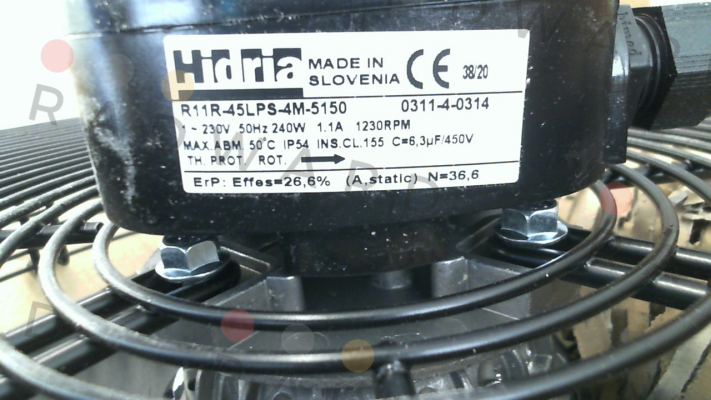 Hidria MADE IN SLOVENIA CE 38/20
R11R-45LPS-4M-5150 0311-4-0314
1 ~ 230V 50Hz 240W 1.1A 1230RPM
MAX.ABM. 50°C IP54 INS.CL.155 C=6,3µF/450V
TH. PROT. ROT.
ErP: Effes=26,6% (A,static) N=36,6